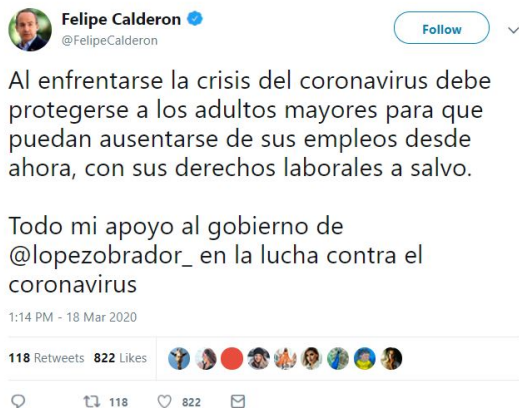 Felipe Calderon
@FelipeCalderon
Follow
Al enfrentarse la crisis del coronavirus debe
protegerse a los adultos mayores para que
puedan ausentarse de sus empleos desde
ahora, con sus derechos laborales a salvo.
Todo mi apoyo al gobierno de
@lopezobrador_ en la lucha contra el
coronavirus
1:14 PM - 18 Mar 2020
118 Retweets 822 Likes
118 822